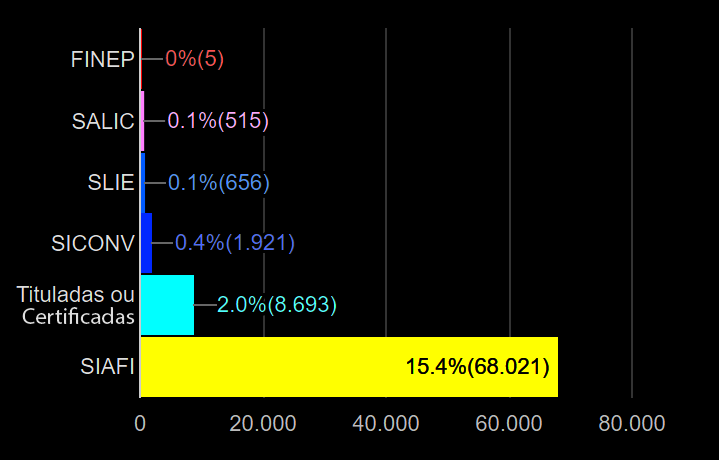 FINEP 0%(5)
SALIC 0.1%(515)
SLIE 0.1%(656)
SICONV 0.4%(1.921)
Tituladas ou
Certificadas 2.0%(8.693)
SIAFI 15.4%(68.021)
0 20.000 40.000 60.000 80.000